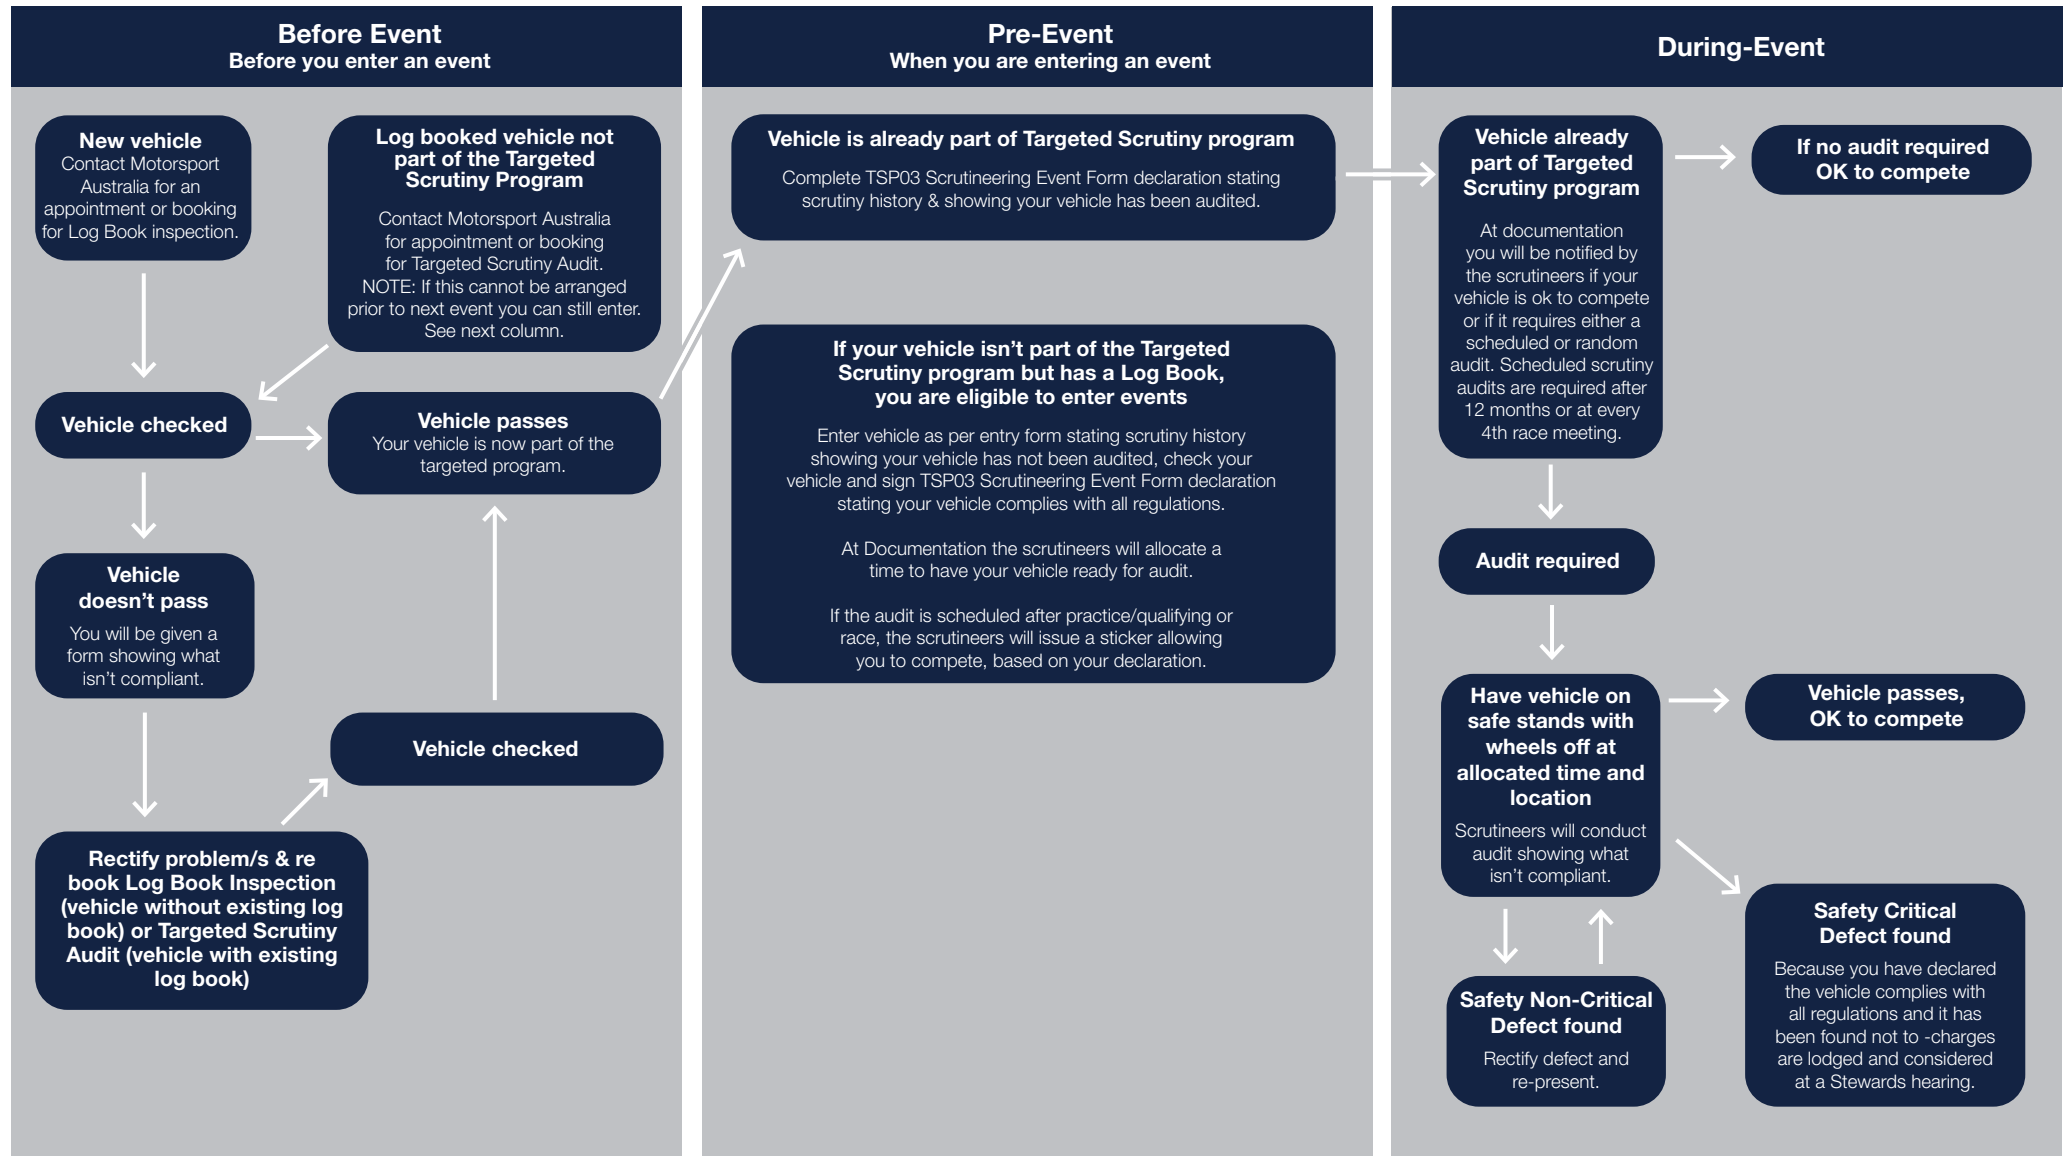 Before Event
Before you enter an event
New vehicle
Contact Motorsport
Australia for an
appointment or booking
for Log Book inspection.
Log booked vehicle not
part of the Targeted
Scrutiny Program
Contact Motorsport Australia
for appointment or booking
for Targeted Scrutiny Audit.
NOTE: If this cannot be arranged
prior to next event you can still enter.
See next column.
Vehicle checked
Vehicle passes
Your vehicle is now part of the
targeted program.
Vehicle
doesn't pass
You will be given a
form showing what
isn't compliant.
Vehicle checked
Rectify problem/s & re
book Log Book Inspection
(vehicle without existing log
book) or Targeted Scrutiny
Audit (vehicle with existing
log book)
Pre-Event
When you are entering an event
Vehicle is already part of Targeted Scrutiny program
Complete TSP03 Scrutineering Event Form declaration stating
scrutiny history & showing your vehicle has been audited.
If your vehicle isn't part of the Targeted
Scrutiny program but has a Log Book,
you are eligible to enter events
Enter vehicle as per entry form stating scrutiny history
showing your vehicle has not been audited, check your
vehicle and sign TSP03 Scrutineering Event Form declaration
stating your vehicle complies with all regulations.
At Documentation the scrutineers will allocate a
time to have your vehicle ready for audit.
If the audit is scheduled after practice/qualifying or
race, the scrutineers will issue a sticker allowing
you to compete, based on your declaration.
During-Event
Vehicle already
part of Targeted
Scrutiny program
At documentation
you will be notified by
the scrutineers if your
vehicle is ok to compete
or if it requires either a
scheduled or random
audit. Scheduled scrutiny
audits are required after
12 months or at every
4th race meeting.
If no audit required
OK to compete
Audit required
Have vehicle on
safe stands with
wheels off at
allocated time and
location
Scrutineers will conduct
audit showing what
isn't compliant.
Vehicle passes,
OK to compete
Safety Non-Critical
Defect found
Rectify defect and
re-present.
Safety Critical
Defect found
Because you have declared
the vehicle complies with
all regulations and it has
been found not to -charges
are lodged and considered
at a Stewards hearing.